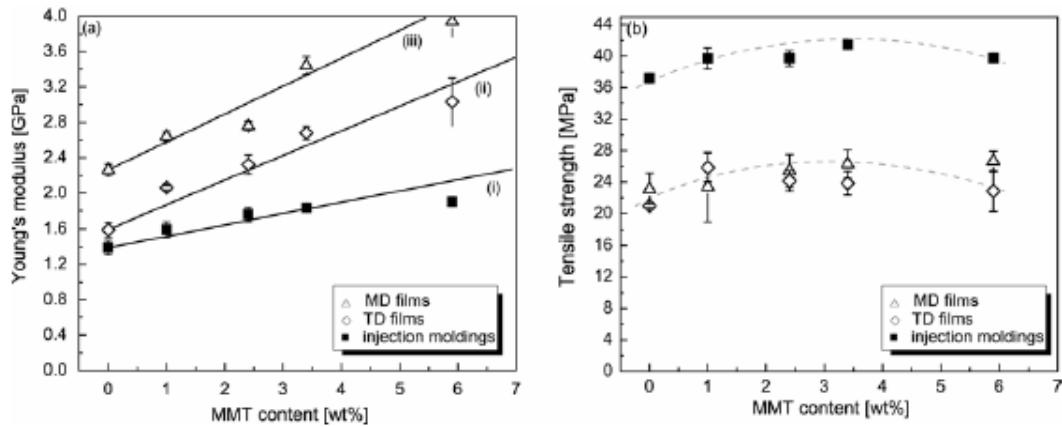 (a)
4.0
3.6
3.2
2.8
2.4
2.0
1.6
1.2
0.8
0.4
0.0
Young's modulus [GPa]
(iii)
(ii)
(i)
MD films
TD films
injection moldings
0 1 2 3 4 5 6 7
MMT content [wt%]
(b)
44
40
36
32
28
24
20
16
12
8
4
0
Tensile strength [MPa]
MD films
TD films
injection moldings
0 1 2 3 4 5 6 7
MMT content [wt%]